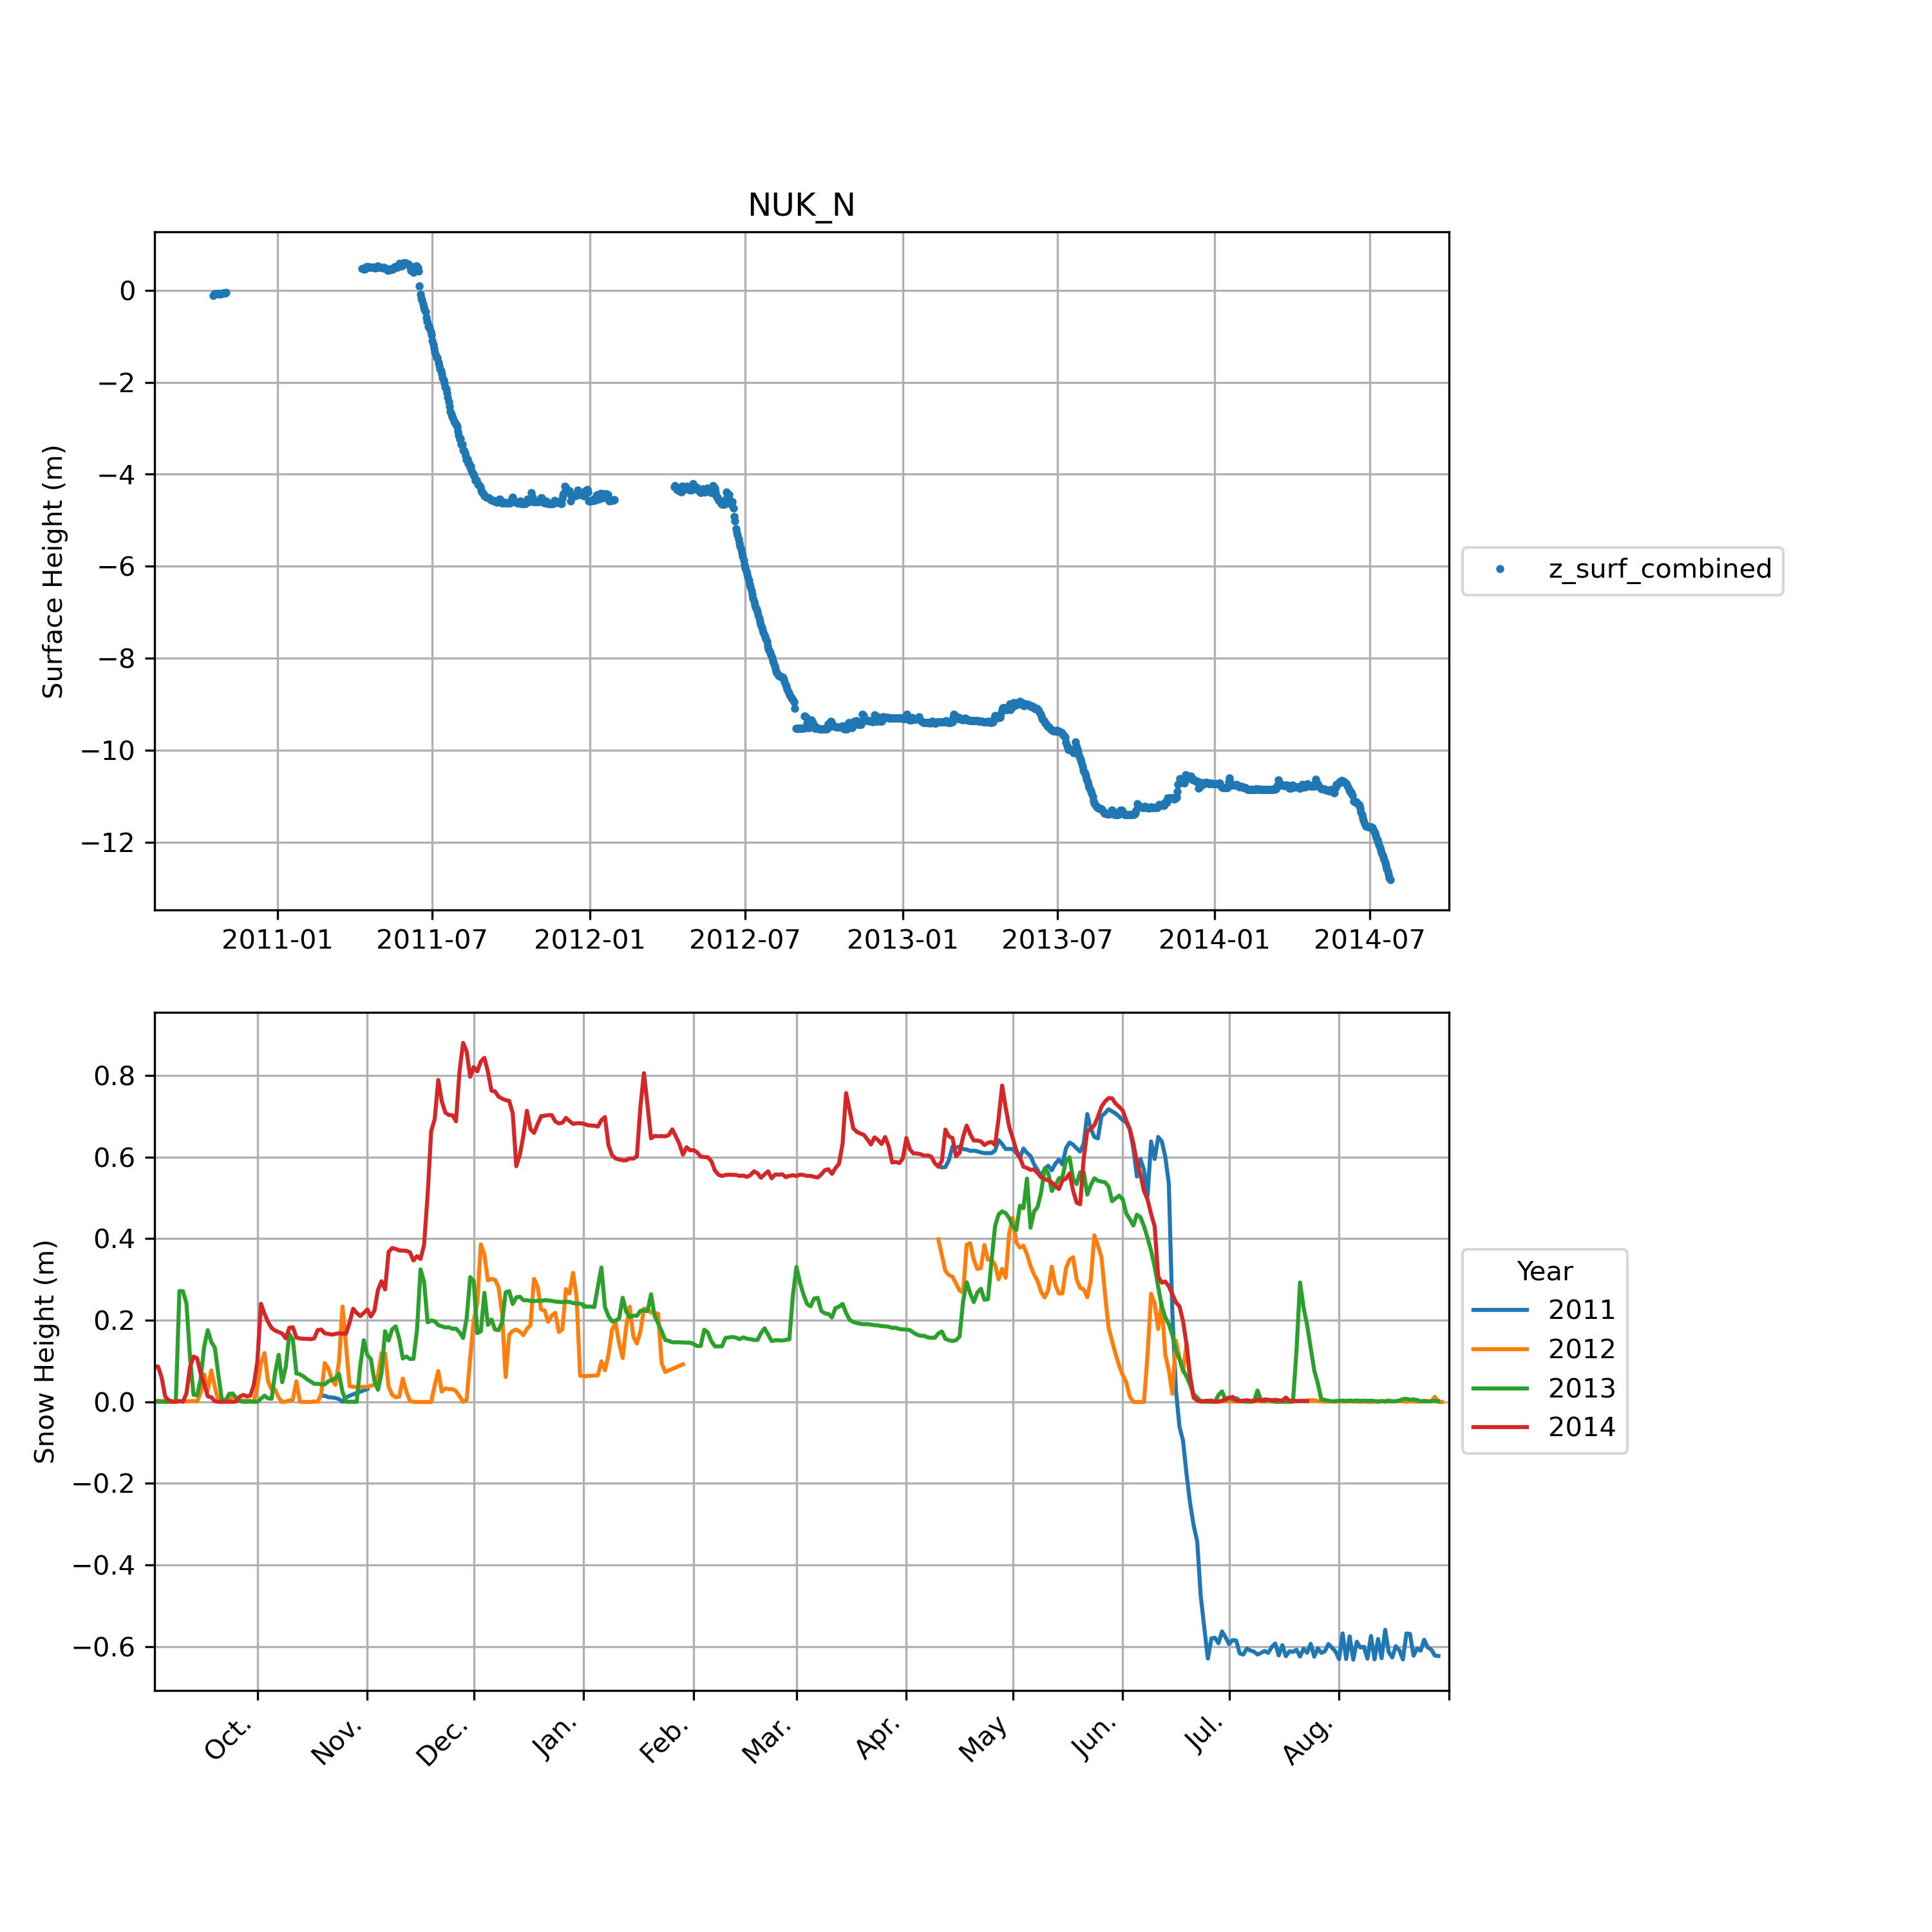 NUK_N
Surface Height (m)
0
−2
−4
−6
−8
−10
−12
2011-01 2011-07 2012-01 2012-07 2013-01 2013-07 2014-01 2014-07
z_surf_combined
Snow Height (m)
0.8
0.6
0.4
0.2
0.0
−0.2
−0.4
−0.6
Oct. Nov. Dec. Jan. Feb. Mar. Apr. May Jun. Jul. Aug.
Year
2011
2012
2013
2014